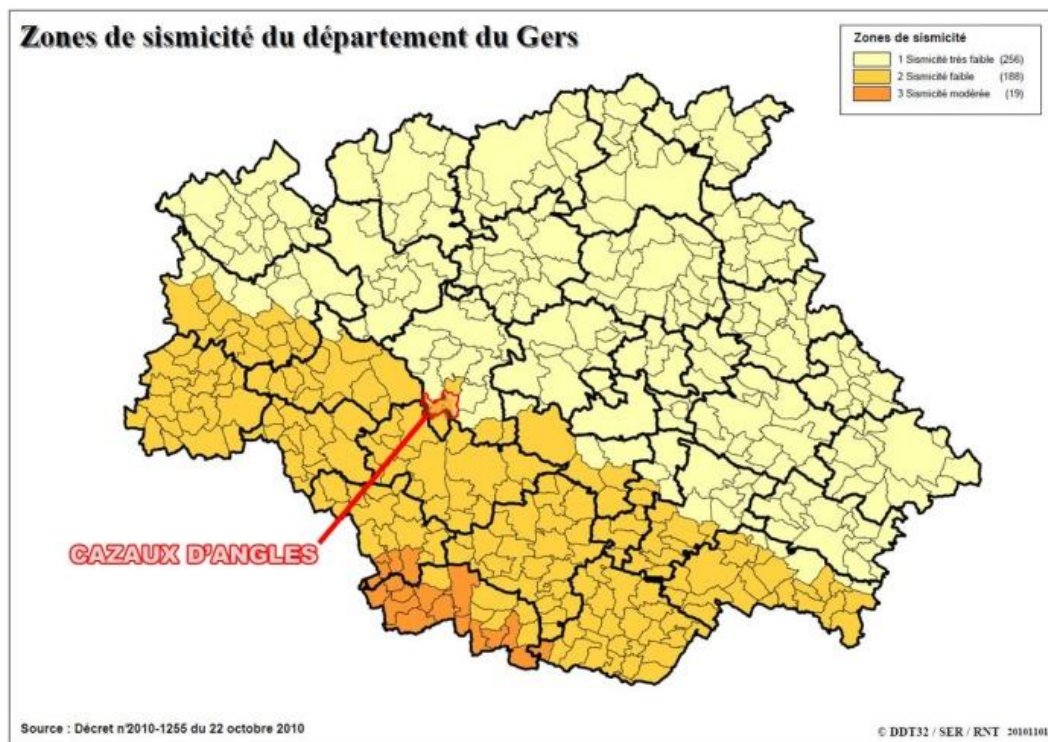 Zones de sismicité du département du Gers
Zones de sismicité
1 Sismicité très faible (256)
2 Sismicité faible (188)
3 Sismicité modérée (19)
CAZAUX D'ANGLES
Source : Décret n°2010-1255 du 22 octobre 2010
© DDT32 / SER / RNT 20101101